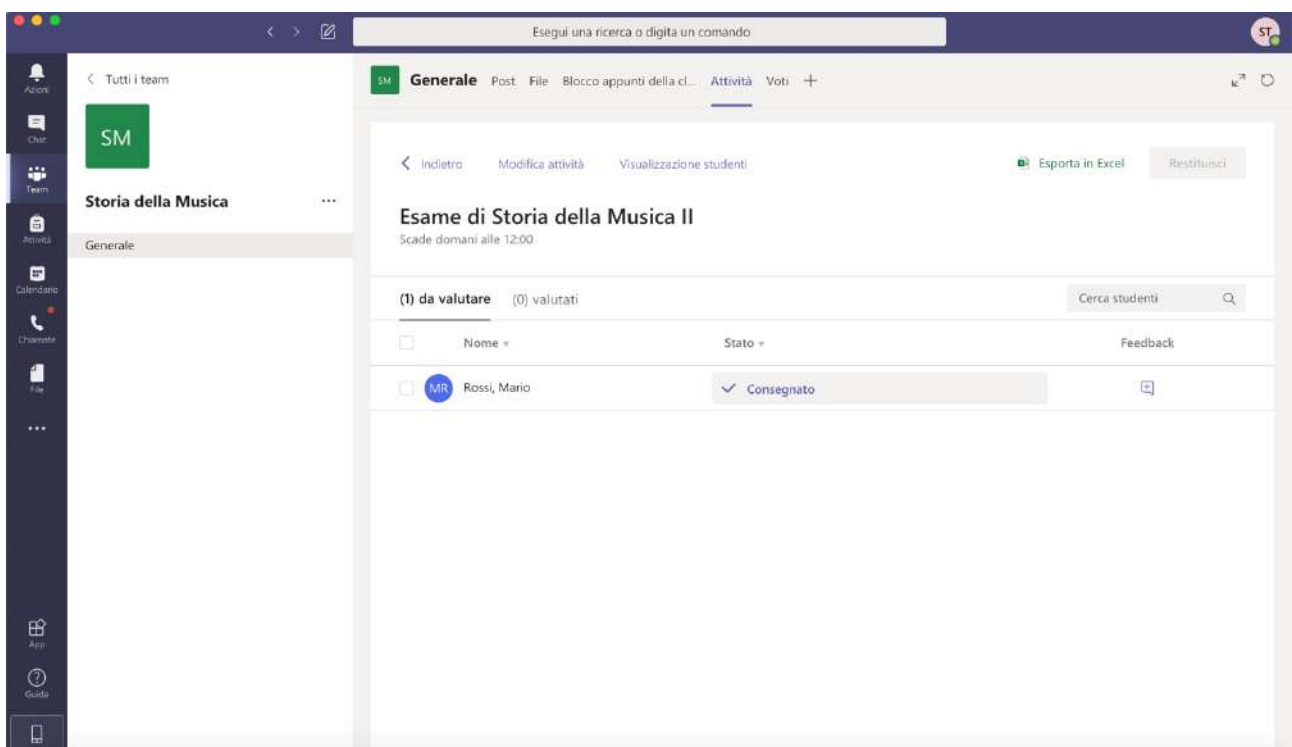 Esegui una ricerca o digita un comando
ST
Azioni
Chat
Team
Attività
Calendario
Chiamate
File
App
Guida
Tutti i team
SM
Storia della Musica
Generale
SM Generale Post File Blocco appunti della cl... Attività Voti
Indietro Modifica attività Visualizzazione studenti Esporta in Excel Restituisci
Esame di Storia della Musica II
Scade domani alle 12:00
(1) da valutare (0) valutati Cerca studenti
Nome Stato Feedback
MR Rossi, Mario Consegnato